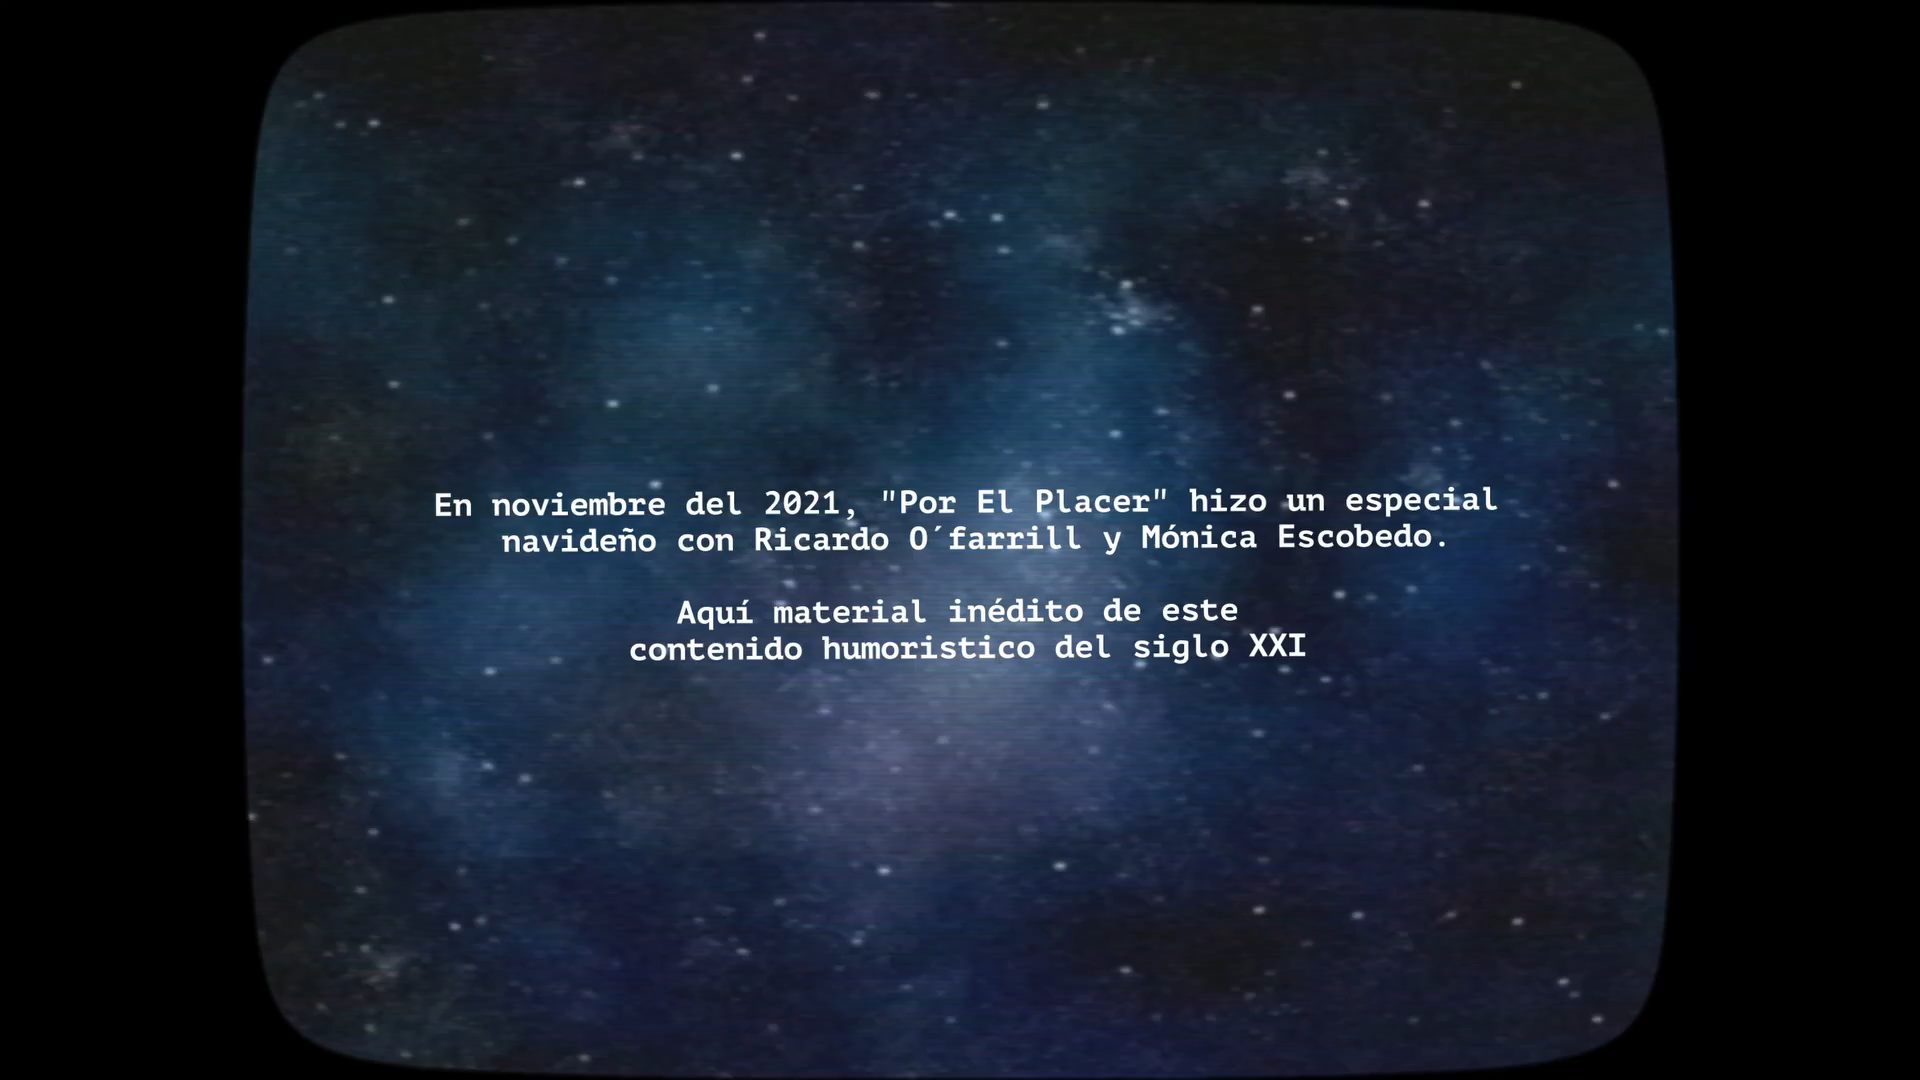 En noviembre del 2021, "Por El Placer" hizo un especial
navideño con Ricardo O´farrill y Mónica Escobedo.
Aquí material inédito de este
contenido humoristico del siglo XXI